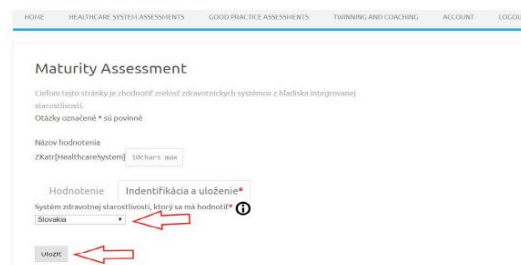 HOME HEALTHCARE SYSTEM ASSESSMENTS GOOD PRACTICE ASSESSMENTS TWINNING AND COACHING ACCOUNT LOGOU
Maturity Assessment
Cieľom tejto stránky je zhodnotiť zrelosť zdravotníckych systémov z hľadiska integrovanej
starostlivosti.
Otázky označené * sú povinné
Názov hodnotenia
ZKatr[HealthcareSystem] 10chars max
Hodnotenie Indentifikácia a uloženie*
Systém zdravotnej starostlivosti, ktorý sa má hodnotiť*
Slovakia
Uložiť